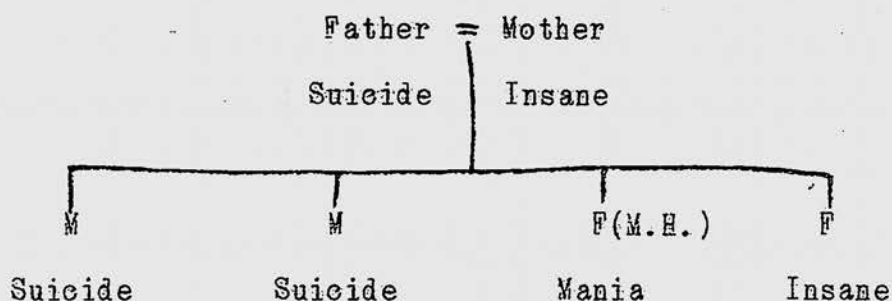 Father = Mother
Suicide Insane
M M F(M.H.) F
Suicide Suicide Mania Insane